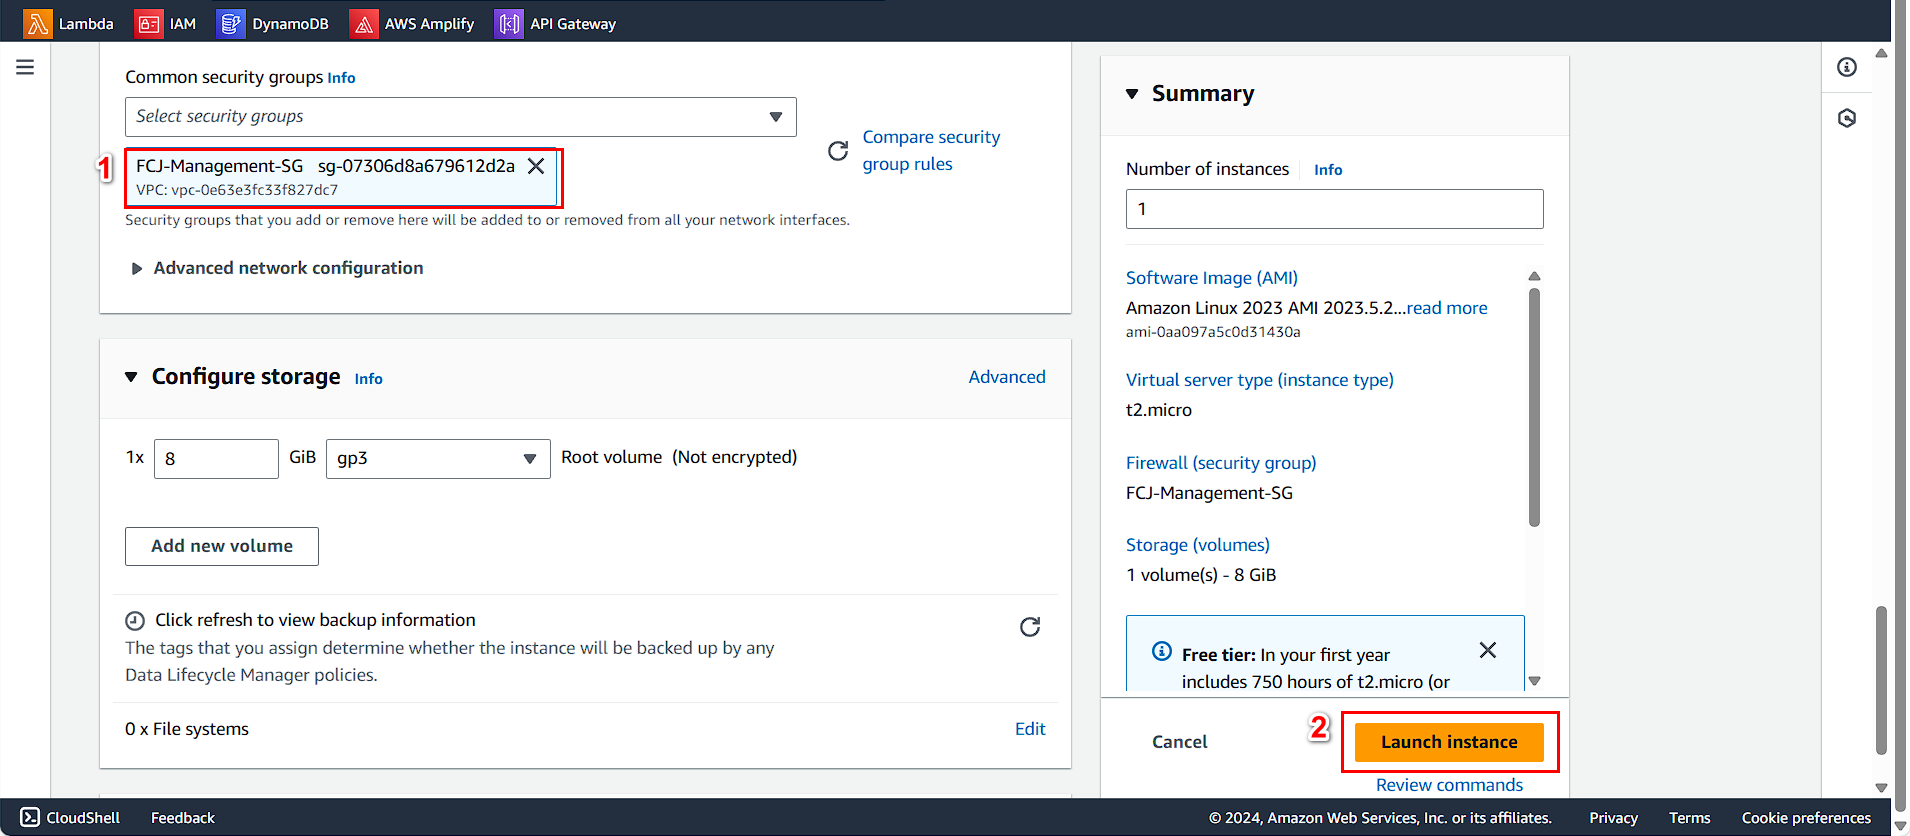 Lambda IAM DynamoDB AWS Amplify API Gateway
Common security groups Info
Select security groups
Compare security
group rules
1
FCJ-Management-SG sg-07306d8a679612d2a
VPC: vpc-0e63e3fc33f827dc7
Security groups that you add or remove here will be added to or removed from all your network interfaces.
Advanced network configuration
Configure storage Info
Advanced
1x 8 GiB gp3 Root volume (Not encrypted)
Add new volume
Click refresh to view backup information
The tags that you assign determine whether the instance will be backed up by any
Data Lifecycle Manager policies.
0 x File systems
Edit
Summary
Number of instances Info
1
Software Image (AMI)
Amazon Linux 2023 AMI 2023.5.2...read more
ami-0aa097a5c0d31430a
Virtual server type (instance type)
t2.micro
Firewall (security group)
FCJ-Management-SG
Storage (volumes)
1 volume(s) - 8 GiB
Free tier: In your first year
includes 750 hours of t2.micro (or
Cancel
2
Launch instance
Review commands
CloudShell Feedback © 2024, Amazon Web Services, Inc. or its affiliates. Privacy Terms Cookie preferences